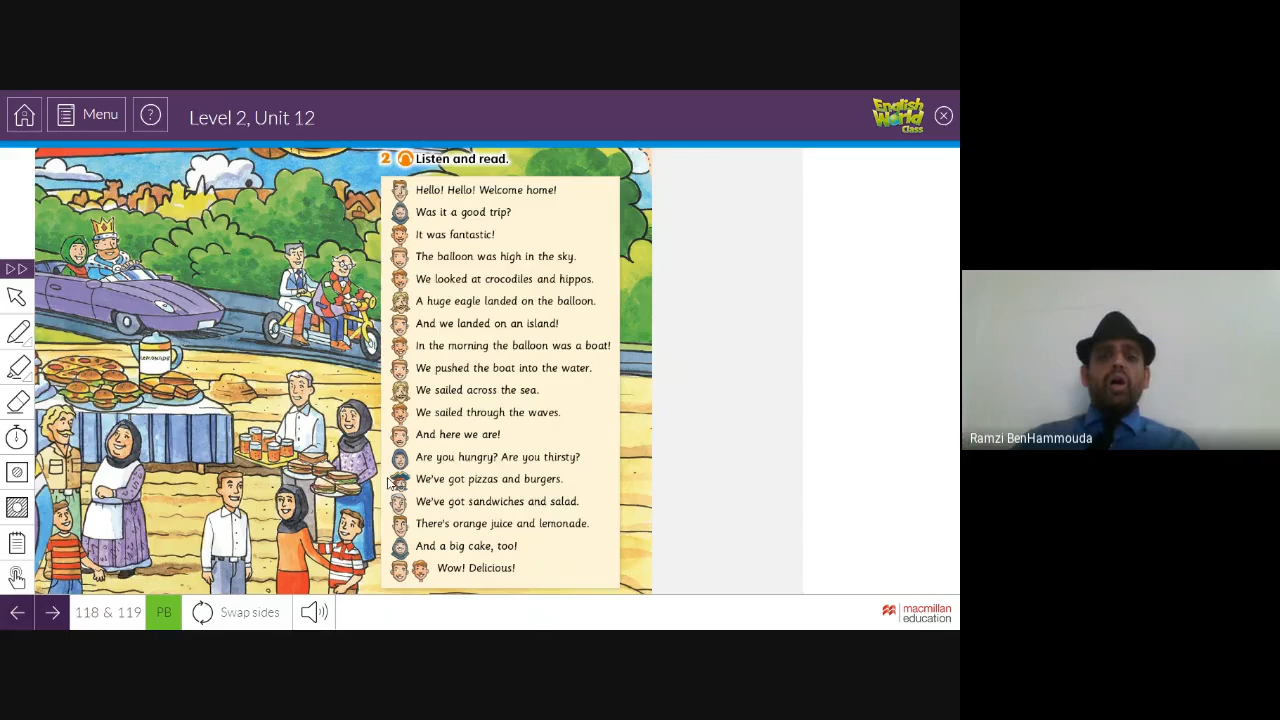 Menu
?
Level 2, Unit 12
English World Class
2 Listen and read.
Hello! Hello! Welcome home!
Was it a good trip?
It was fantastic!
The balloon was high in the sky.
We looked at crocodiles and hippos.
A huge eagle landed on the balloon.
And we landed on an island!
In the morning the balloon was a boat!
We pushed the boat into the water.
We sailed across the sea.
We sailed through the waves.
And here we are!
Are you hungry? Are you thirsty?
We've got pizzas and burgers.
We've got sandwiches and salad.
There's orange juice and lemonade.
And a big cake, too!
Wow! Delicious!
LEMONADE
Ramzi BenHammouda
118 & 119
PB
Swap sides
macmillan
education